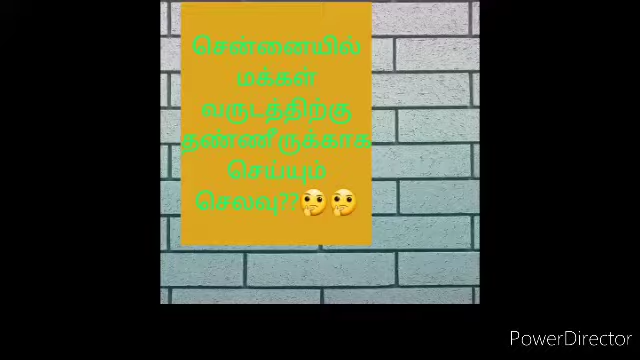 சென்னையில்
மக்கள்
வருடத்திற்கு
தண்ணீருக்காக
செய்யும்
செலவு??🤔🤔
PowerDirector